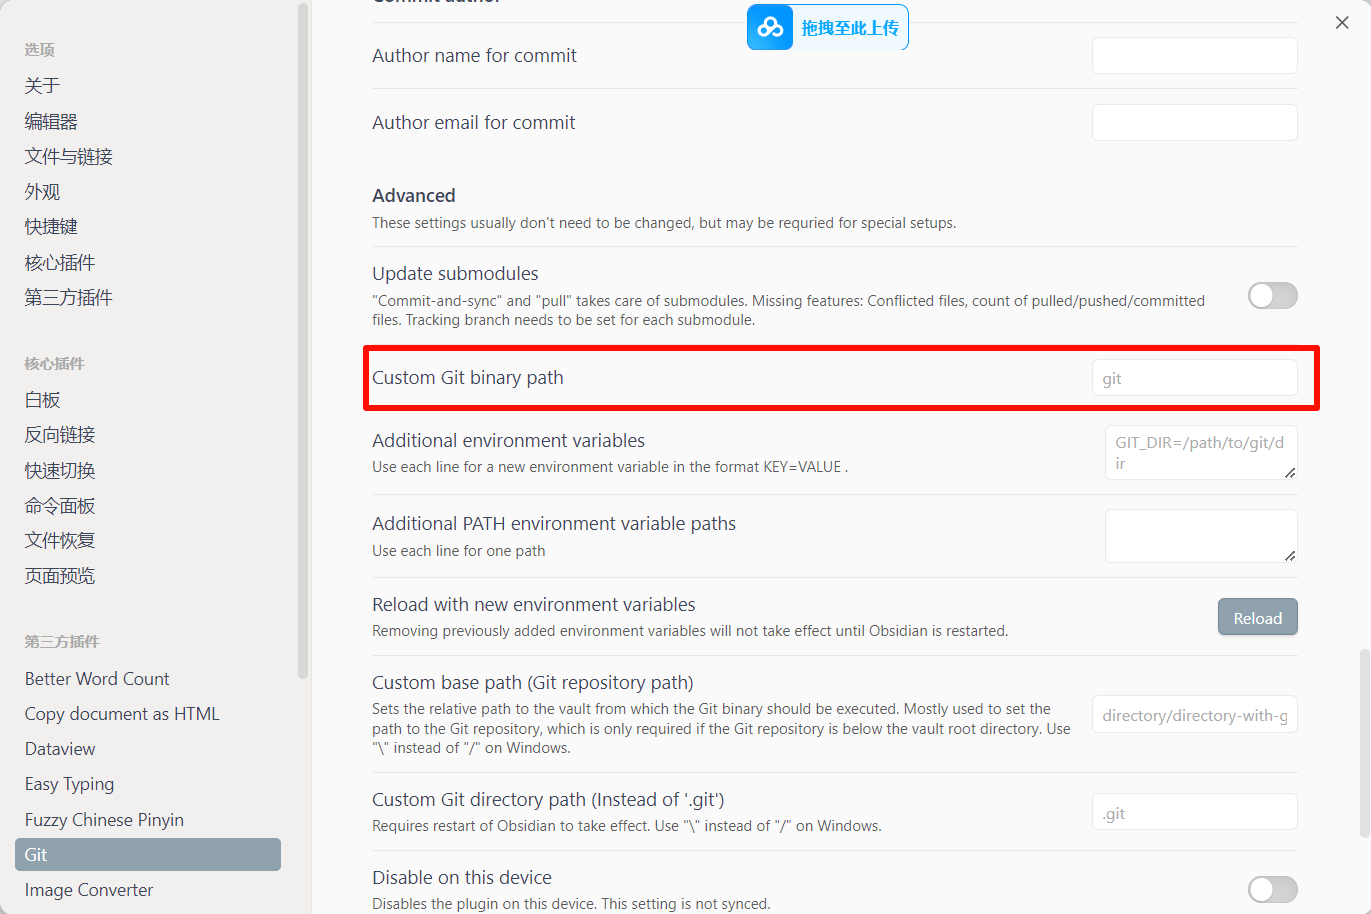 选项
关于
编辑器
文件与链接
外观
快捷键
核心插件
第三方插件
核心插件
白板
反向链接
快速切换
命令面板
文件恢复
页面预览
第三方插件
Better Word Count
Copy document as HTML
Dataview
Easy Typing
Fuzzy Chinese Pinyin
Git
Image Converter
Commit author
拖拽至此上传
Author name for commit
Author email for commit
Advanced
These settings usually don't need to be changed, but may be requried for special setups.
Update submodules
"Commit-and-sync" and "pull" takes care of submodules. Missing features: Conflicted files, count of pulled/pushed/committed
files. Tracking branch needs to be set for each submodule.
Custom Git binary path
git
Additional environment variables
Use each line for a new environment variable in the format KEY=VALUE .
GIT_DIR=/path/to/git/d
ir
Additional PATH environment variable paths
Use each line for one path
Reload with new environment variables
Removing previously added environment variables will not take effect until Obsidian is restarted.
Reload
Custom base path (Git repository path)
Sets the relative path to the vault from which the Git binary should be executed. Mostly used to set the
path to the Git repository, which is only required if the Git repository is below the vault root directory. Use
"\" instead of "/" on Windows.
directory/directory-with-g
Custom Git directory path (Instead of '.git')
Requires restart of Obsidian to take effect. Use "\" instead of "/" on Windows.
.git
Disable on this device
Disables the plugin on this device. This setting is not synced.